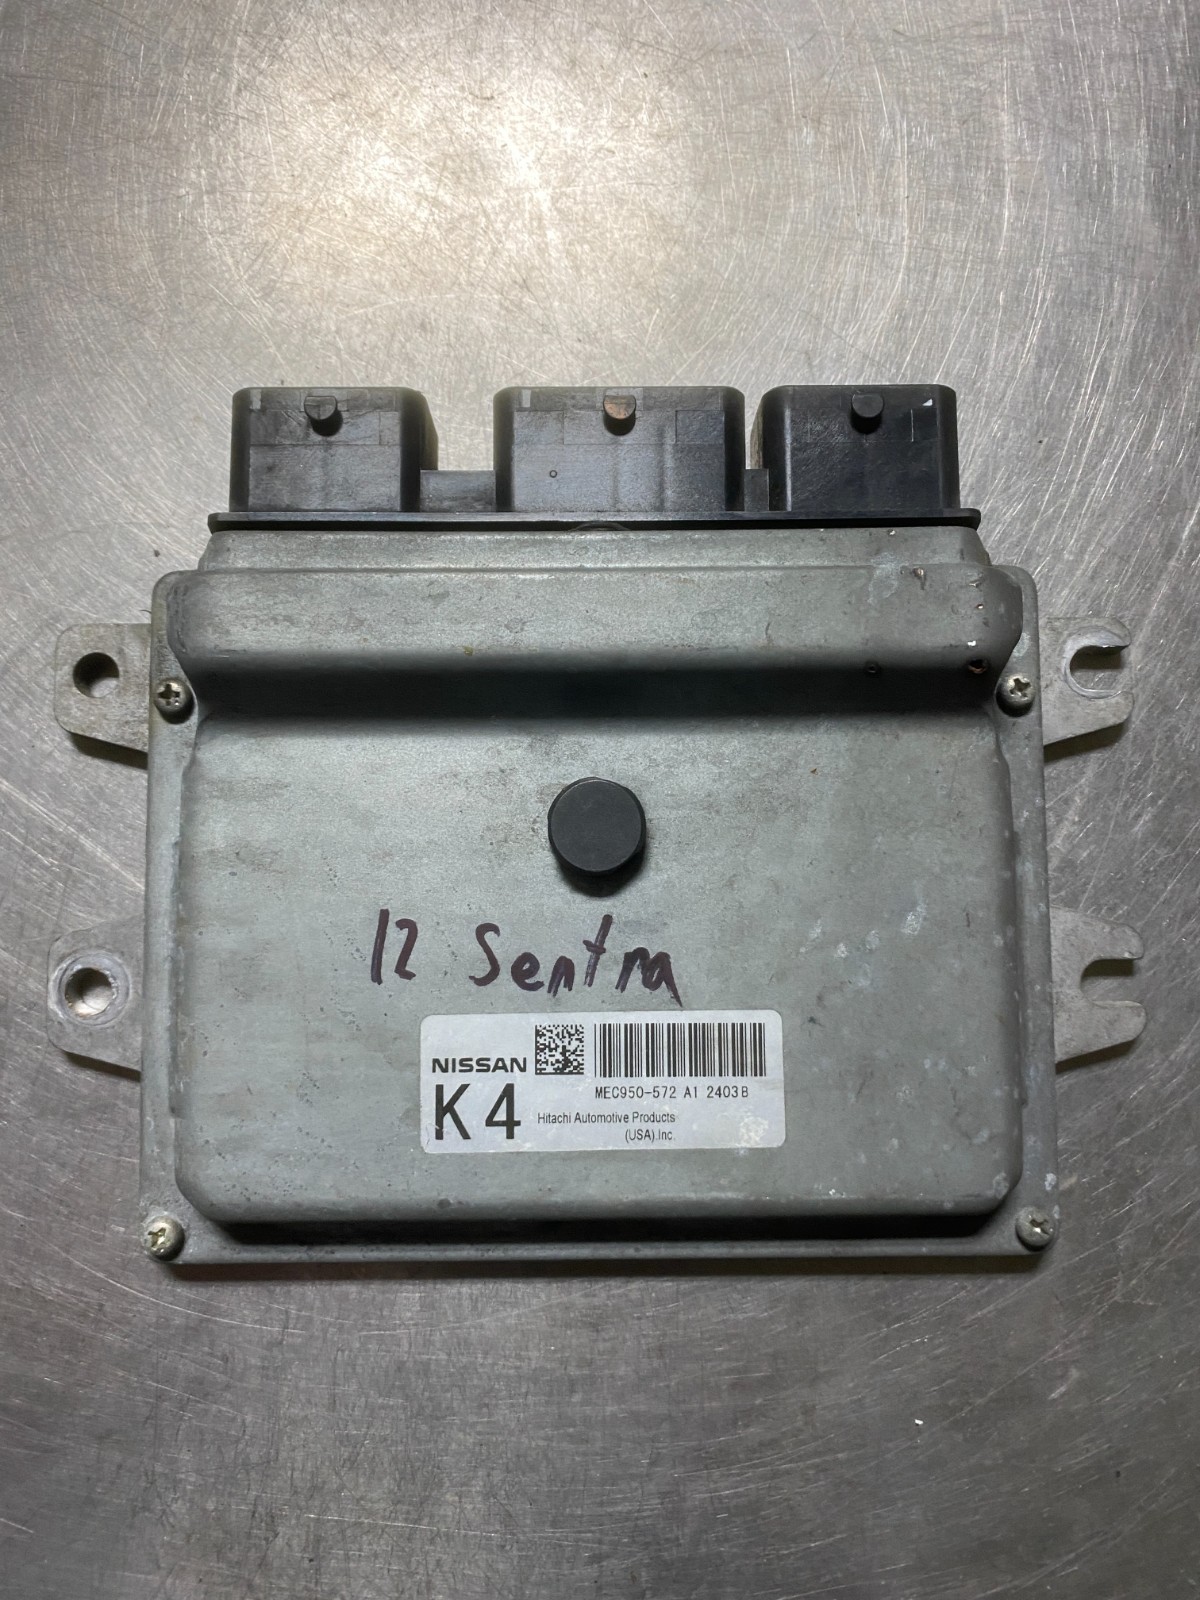 12 Sentra
NISSAN
MEC950-572 A1 2403B
K4
Hitachi Automotive Products
(USA),Inc.